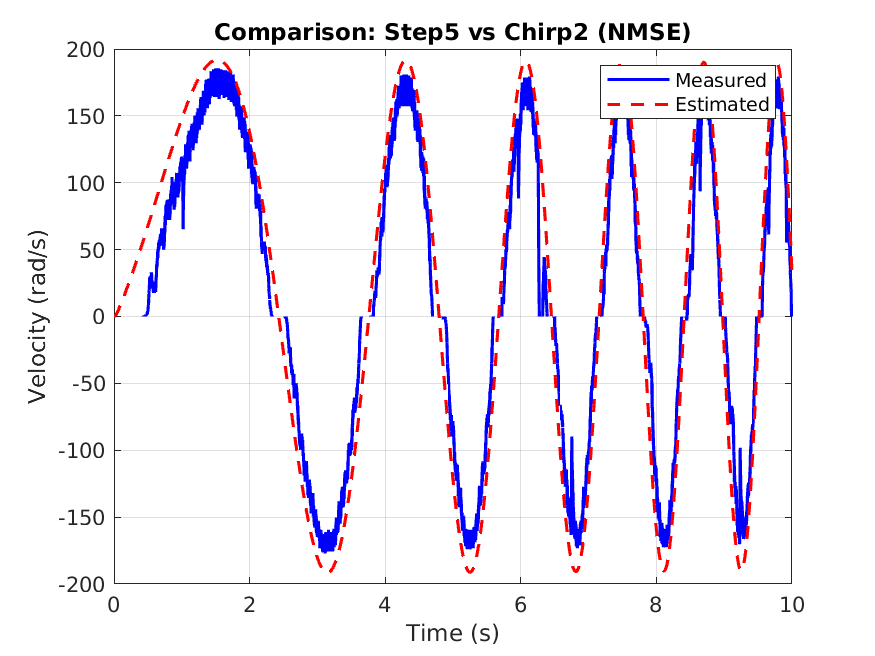 Comparison: Step5 vs Chirp2 (NMSE)
Measured
Estimated
200
150
100
50
0
-50
-100
-150
-200
Velocity (rad/s)
0 2 4 6 8 10
Time (s)